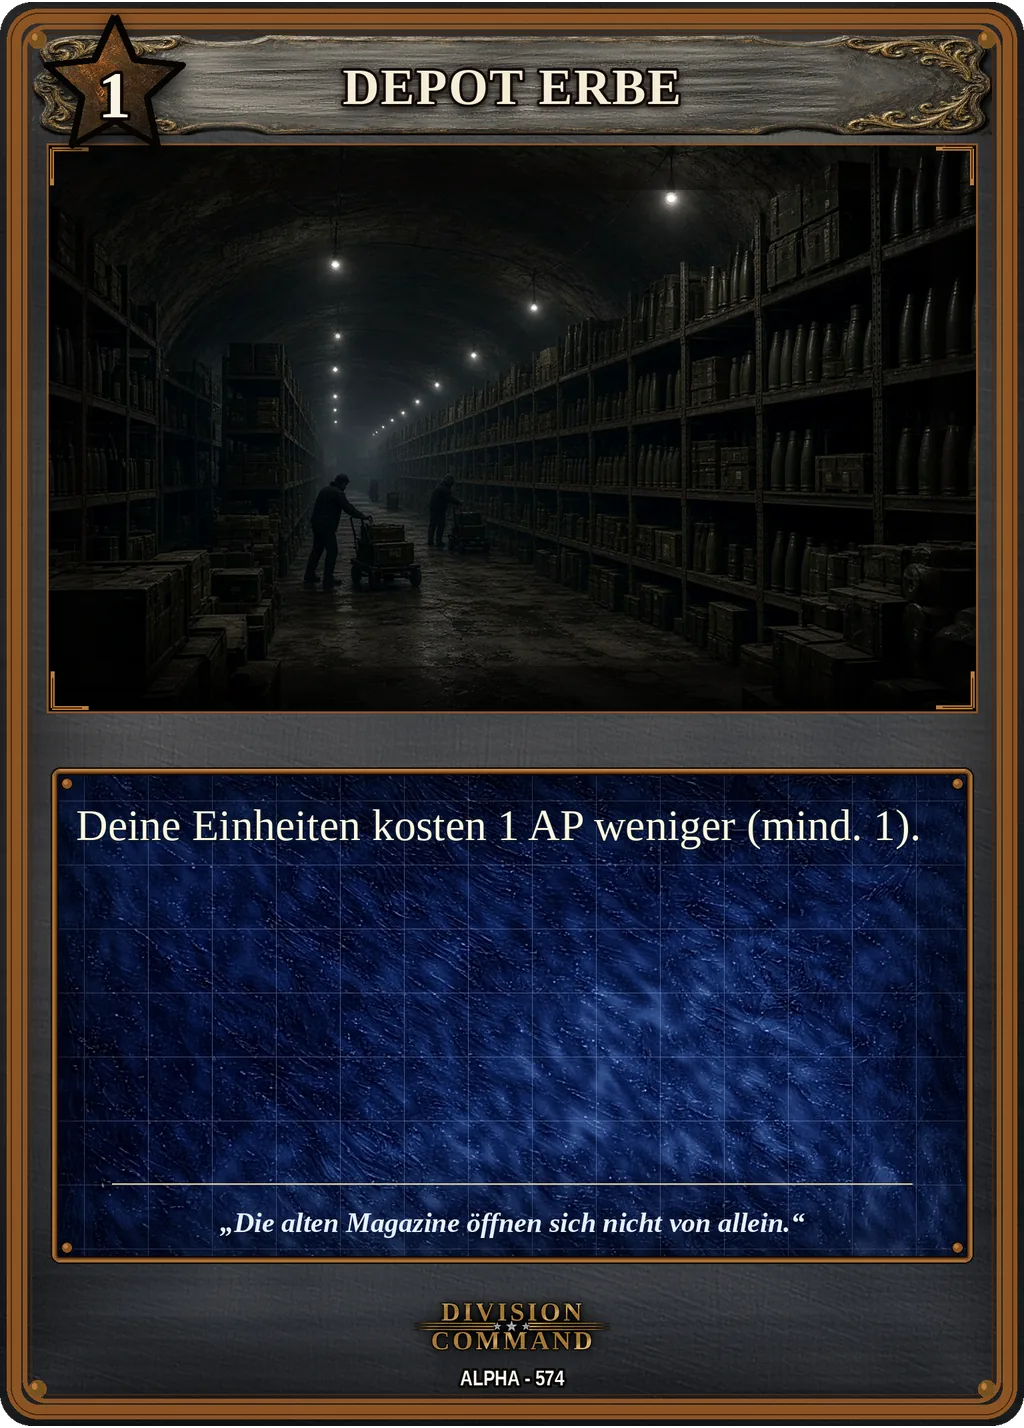 1
DEPOT ERBE
Deine Einheiten kosten 1 AP weniger (mind. 1).
„Die alten Magazine öffnen sich nicht von allein.“
DIVISION
COMMAND
ALPHA - 574